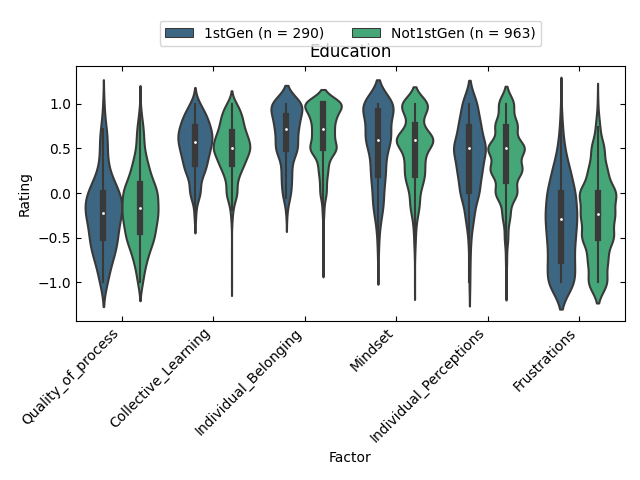 1stGen (n = 290) Not1stGen (n = 963)
Education
1.0
0.5
0.0
−0.5
−1.0
Rating
Quality_of_process
Collective_Learning
Individual_Belonging
Mindset
Individual_Perceptions
Frustrations
Factor